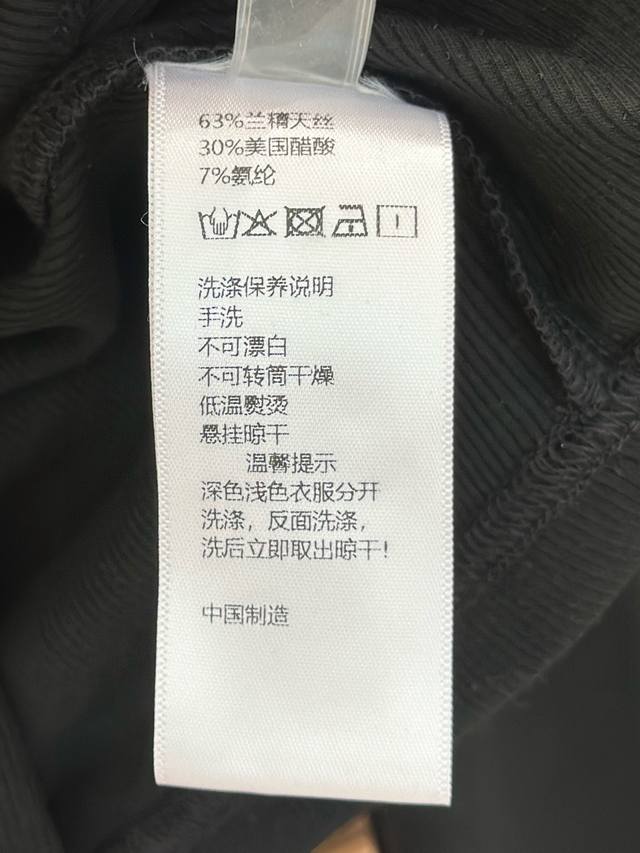 63%兰精天丝
30%美国醋酸
7%氨纶
洗涤保养说明
手洗
不可漂白
不可转筒干燥
低温熨烫
悬挂晾干
温馨提示
深色浅色衣服分开
洗涤，反面洗涤，
洗后立即取出晾干!
中国制造